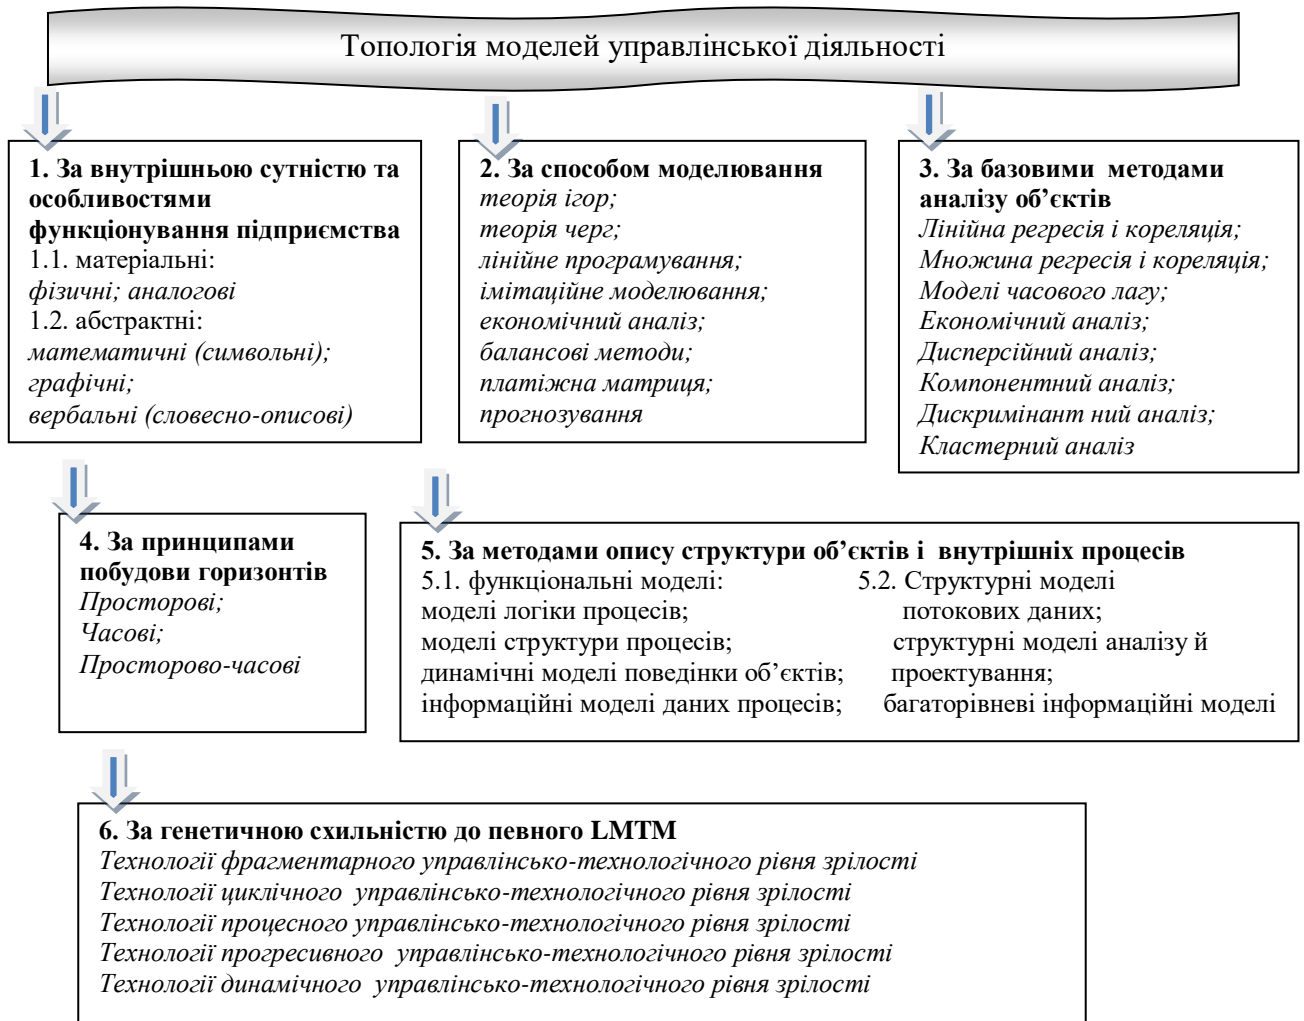 Топологія моделей управлінської діяльності
1. За внутрішньою сутністю та
особливостями
функціонування підприємства
1.1. матеріальні:
фізичні; аналогові
1.2. абстрактні:
математичні (символьні);
графічні;
вербальні (словесно-описові)
2. За способом моделювання
теорія ігор;
теорія черг;
лінійне програмування;
імітаційне моделювання;
економічний аналіз;
балансові методи;
платіжна матриця;
прогнозування
3. За базовими методами
аналізу об’єктів
Лінійна регресія і кореляція;
Множина регресія і кореляція;
Моделі часового лагу;
Економічний аналіз;
Дисперсійний аналіз;
Компонентний аналіз;
Дискримінант ний аналіз;
Кластерний аналіз
4. За принципами
побудови горизонтів
Просторові;
Часові;
Просторово-часові
5. За методами опису структури об’єктів і внутрішніх процесів
5.1. функціональні моделі:
моделі логіки процесів;
моделі структури процесів;
динамічні моделі поведінки об’єктів;
інформаційні моделі даних процесів;
5.2. Структурні моделі
потокових даних;
структурні моделі аналізу й
проектування;
багаторівневі інформаційні моделі
6. За генетичною схильністю до певного LMTM
Технології фрагментарного управлінсько-технологічного рівня зрілості
Технології циклічного управлінсько-технологічного рівня зрілості
Технології процесного управлінсько-технологічного рівня зрілості
Технології прогресивного управлінсько-технологічного рівня зрілості
Технології динамічного управлінсько-технологічного рівня зрілості